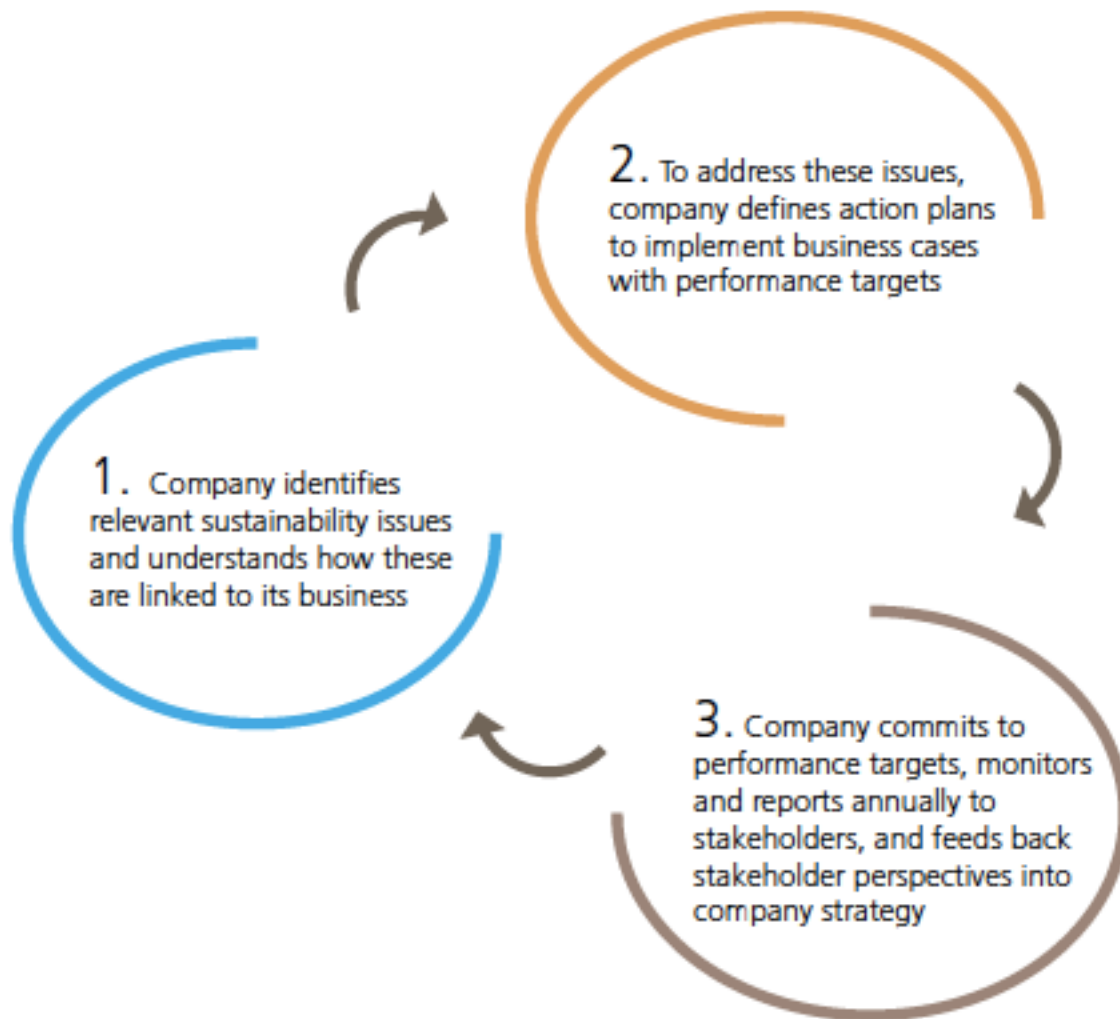 1. Company identifies
relevant sustainability issues
and understands how these
are linked to its business
2. To address these issues,
company defines action plans
to implement business cases
with performance targets
3. Company commits to
performance targets, monitors
and reports annually to
stakeholders, and feeds back
stakeholder perspectives into
company strategy